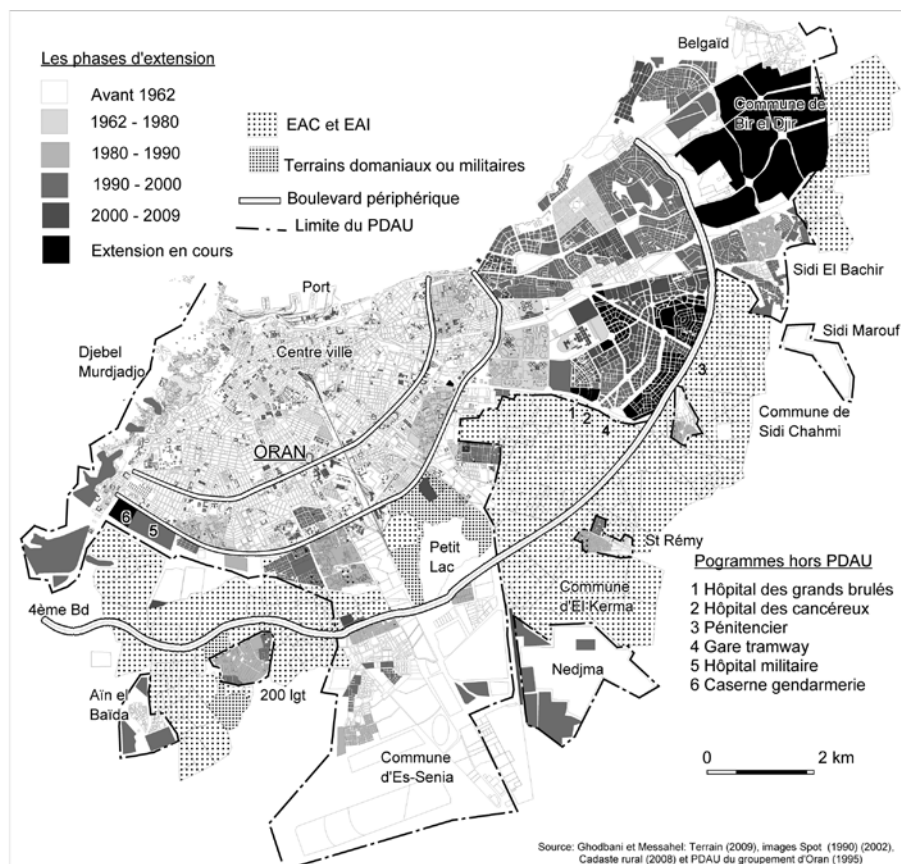 Les phases d'extension
Avant 1962
1962 - 1980
1980 - 1990
1990 - 2000
2000 - 2009
Extension en cours
EAC et EAI
Terrains domaniaux ou militaires
Boulevard périphérique
Limite du PDAU
Belgaïd
Commune de
Bir el Djir
Sidi El Bachir
Sidi Marouf
Commune de
Sidi Chahmi
Port
Centre ville
Djebel
Murdjadjo
ORAN
3
1
2
4
6
5
Petit
Lac
St Rémy
Commune
d'El Kerma
4ème Bd
Nedjma
200 lgt
Aïn el
Baïda
Commune
d'Es-Senia
Pogrammes hors PDAU
1 Hôpital des grands brulés
2 Hôpital des cancéreux
3 Pénitencier
4 Gare tramway
5 Hôpital militaire
6 Caserne gendarmerie
0 2 km
Source: Ghodbani et Messahel: Terrain (2009), images Spot (1990) (2002),
Cadaste rural (2008) et PDAU du groupement d'Oran (1995)